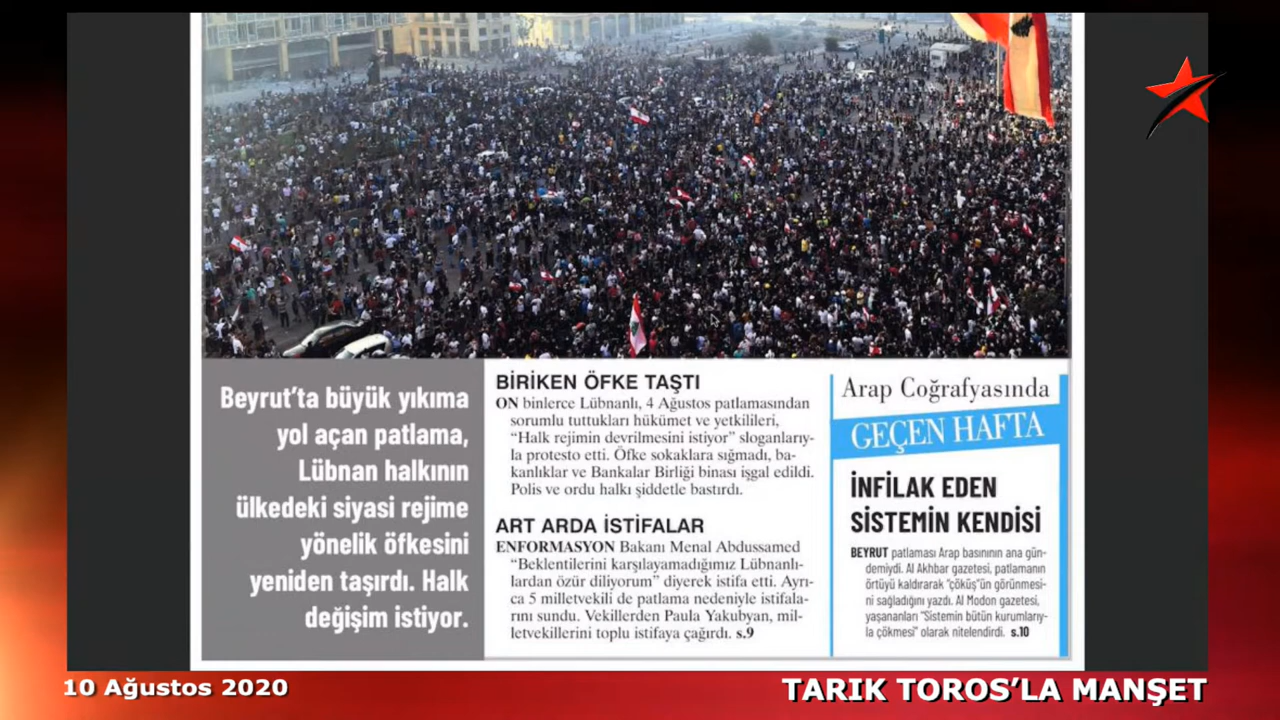 Beyrut’ta büyük yıkıma
yol açan patlama,
Lübnan halkının
ülkedeki siyasi rejime
yönelik öfkesini
yeniden taşırdı. Halk
değişim istiyor.
BİRİKEN ÖFKE TAŞTI
ON binlerce Lübnanlı, 4 Ağustos patlamasından
sorumlu tuttukları hükümet ve yetkilileri,
“Halk rejimin devrilmesini istiyor” sloganlarıy-
la protesto etti. Öfke sokaklara sığmadı, ba-
kanlıklar ve Bankalar Birliği binası işgal edildi.
Polis ve ordu halkı şiddetle bastırdı.
ART ARDA İSTİFALAR
ENFORMASYON Bakanı Menal Abdussamed
“Beklentilerini karşılayamadığımız Lübnanlı-
lardan özür diliyorum” diyerek istifa etti. Ayrı-
ca 5 milletvekili de patlama nedeniyle istifala-
rını sundu. Vekillerden Paula Yakubyan, mil-
letvekillerini toplu istifaya çağırdı. s.9
Arap Coğrafyasında
GEÇEN HAFTA
İNFİLAK EDEN
SİSTEMİN KENDİSİ
BEYRUT patlaması Arap basınının ana gün-
demiydi. Al Akhbar gazetesi, patlamanın
örtüyü kaldırarak “çöküş”ün görünmesi-
ni sağladığını yazdı. Al Modon gazetesi,
yaşananları “Sistemin bütün kurumlarıy-
la çökmesi” olarak nitelendirdi. s.10
10 Ağustos 2020
TARIK TOROS’LA MANŞET